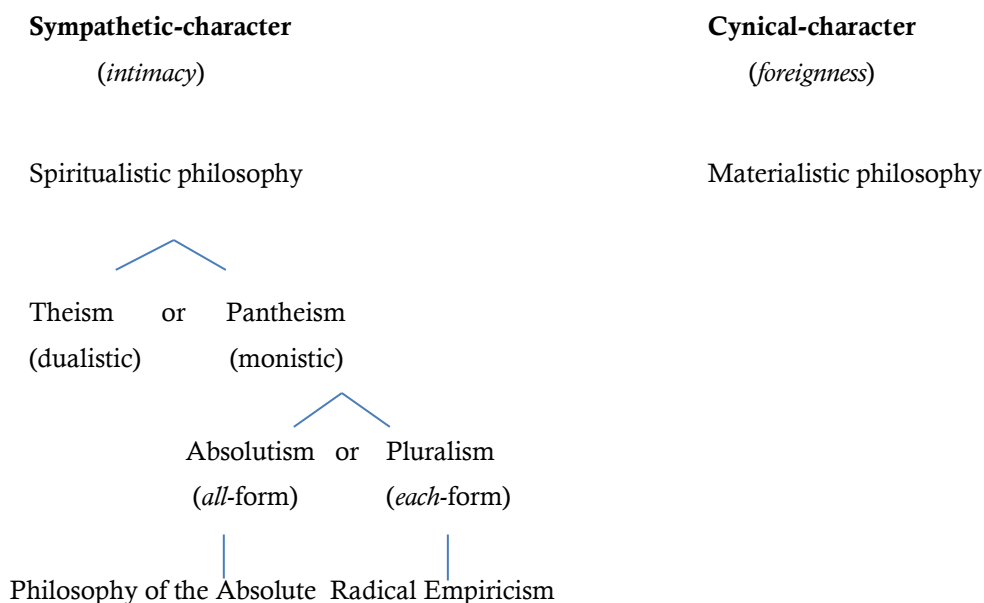 Sympathetic-character Cynical-character
(intimacy) (foreignness)
Spiritualistic philosophy Materialistic philosophy
Theism or Pantheism
(dualistic) (monistic)
Absolutism or Pluralism
(all-form) (each-form)
Philosophy of the Absolute Radical Empiricism